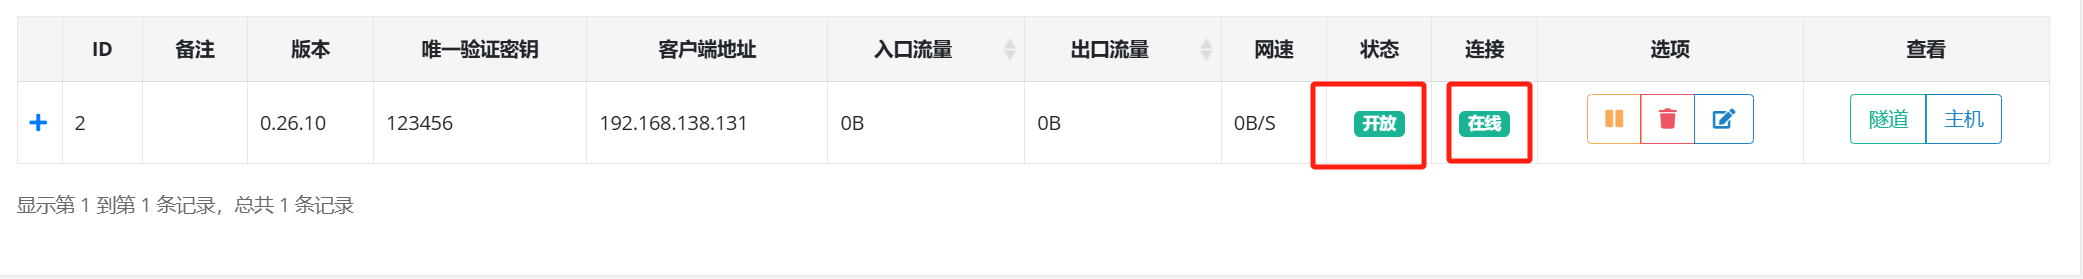 ID 备注 版本 唯一验证密钥 客户端地址 入口流量 出口流量 网速 状态 连接 选项 查看
2 0.26.10 123456 192.168.138.131 0B 0B 0B/S 开放 在线 隧道 主机
显示第 1 到第 1 条记录，总共 1 条记录